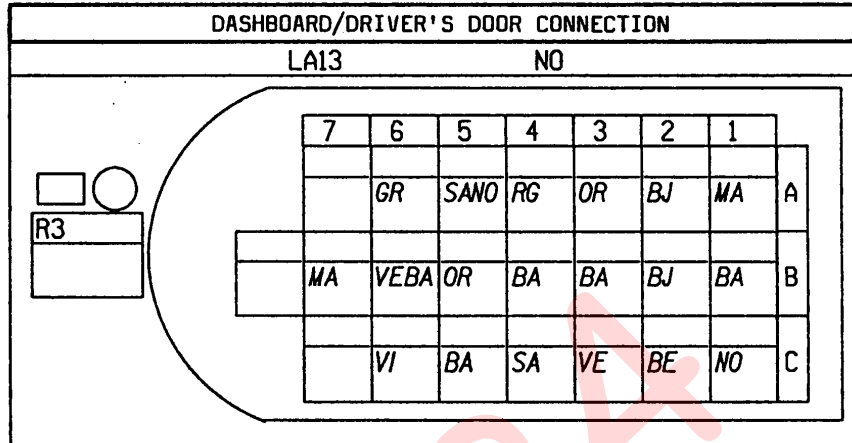 DASHBOARD/DRIVER'S DOOR CONNECTION
LA13 NO
7 6 5 4 3 2 1
GR SANO RG OR BJ MA A
R3
MA VEBA OR BA BA BJ BA B
VI BA SA VE BE NO C